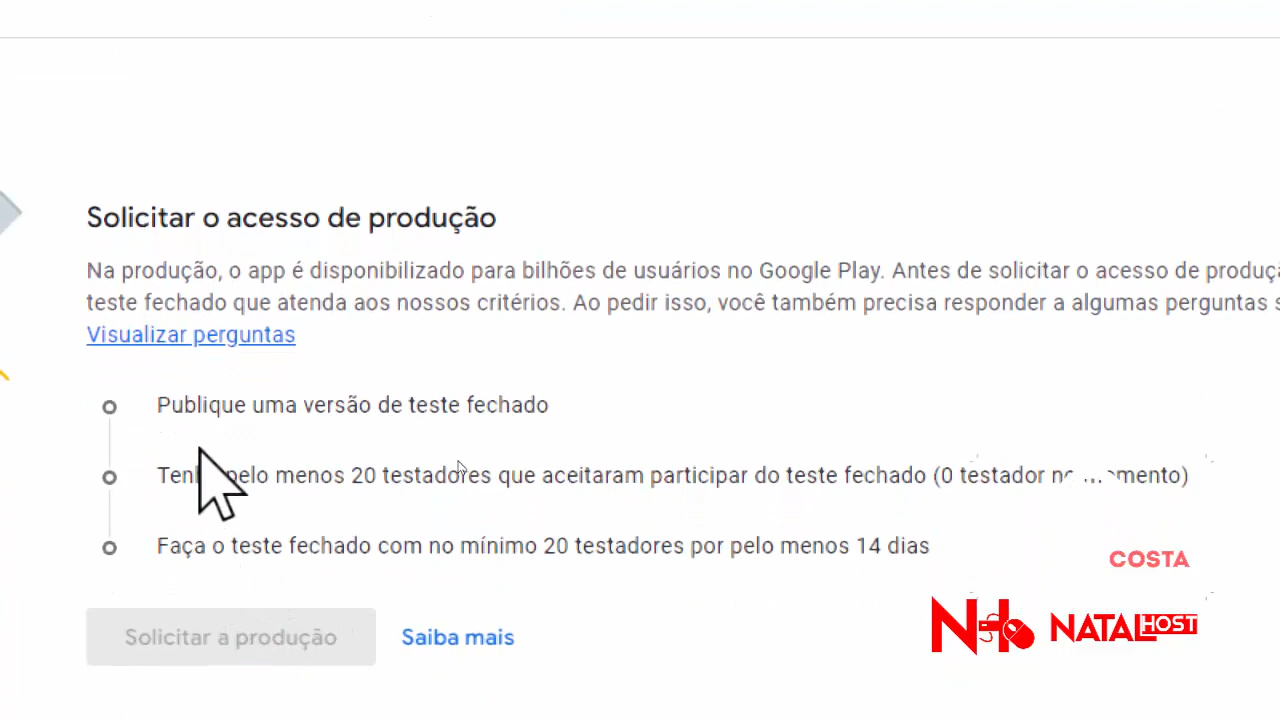 Solicitar o acesso de produção
Na produção, o app é disponibilizado para bilhões de usuários no Google Play. Antes de solicitar o acesso de
teste fechado que atenda aos nossos critérios. Ao pedir isso, você também precisa responder a algumas perguntas
Visualizar perguntas
Publique uma versão de teste fechado
pelo menos 20 testadores que aceitaram participar do teste fechado (0 testador
Faça o teste fechado com no mínimo 20 testadores por pelo menos 14 dias
COSTA
Solicitar a produção
Saiba mais
NATAL HOST